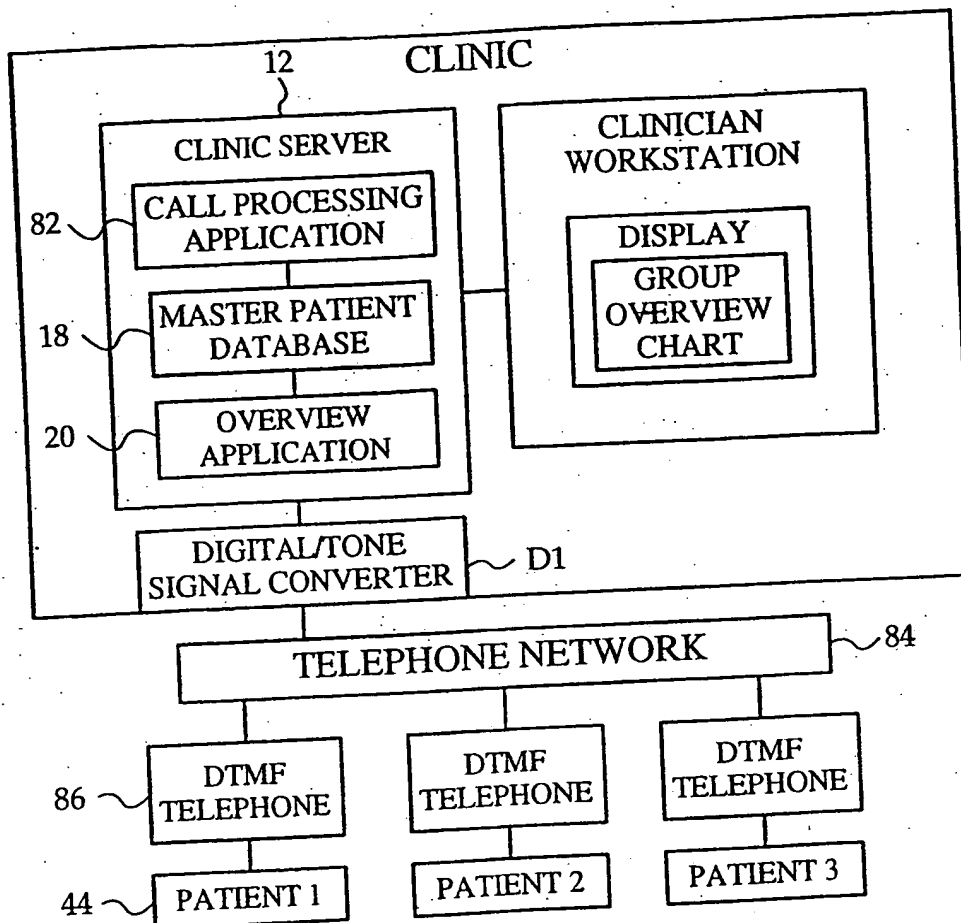 CLINIC
12
CLINIC SERVER
82
CALL PROCESSING
APPLICATION
18
MASTER PATIENT
DATABASE
20
OVERVIEW
APPLICATION
CLINICIAN
WORKSTATION
DISPLAY
GROUP
OVERVIEW
CHART
DIGITAL/TONE
SIGNAL CONVERTER
D1
TELEPHONE NETWORK
84
86
DTMF
TELEPHONE
DTMF
TELEPHONE
DTMF
TELEPHONE
44
PATIENT 1
PATIENT 2
PATIENT 3